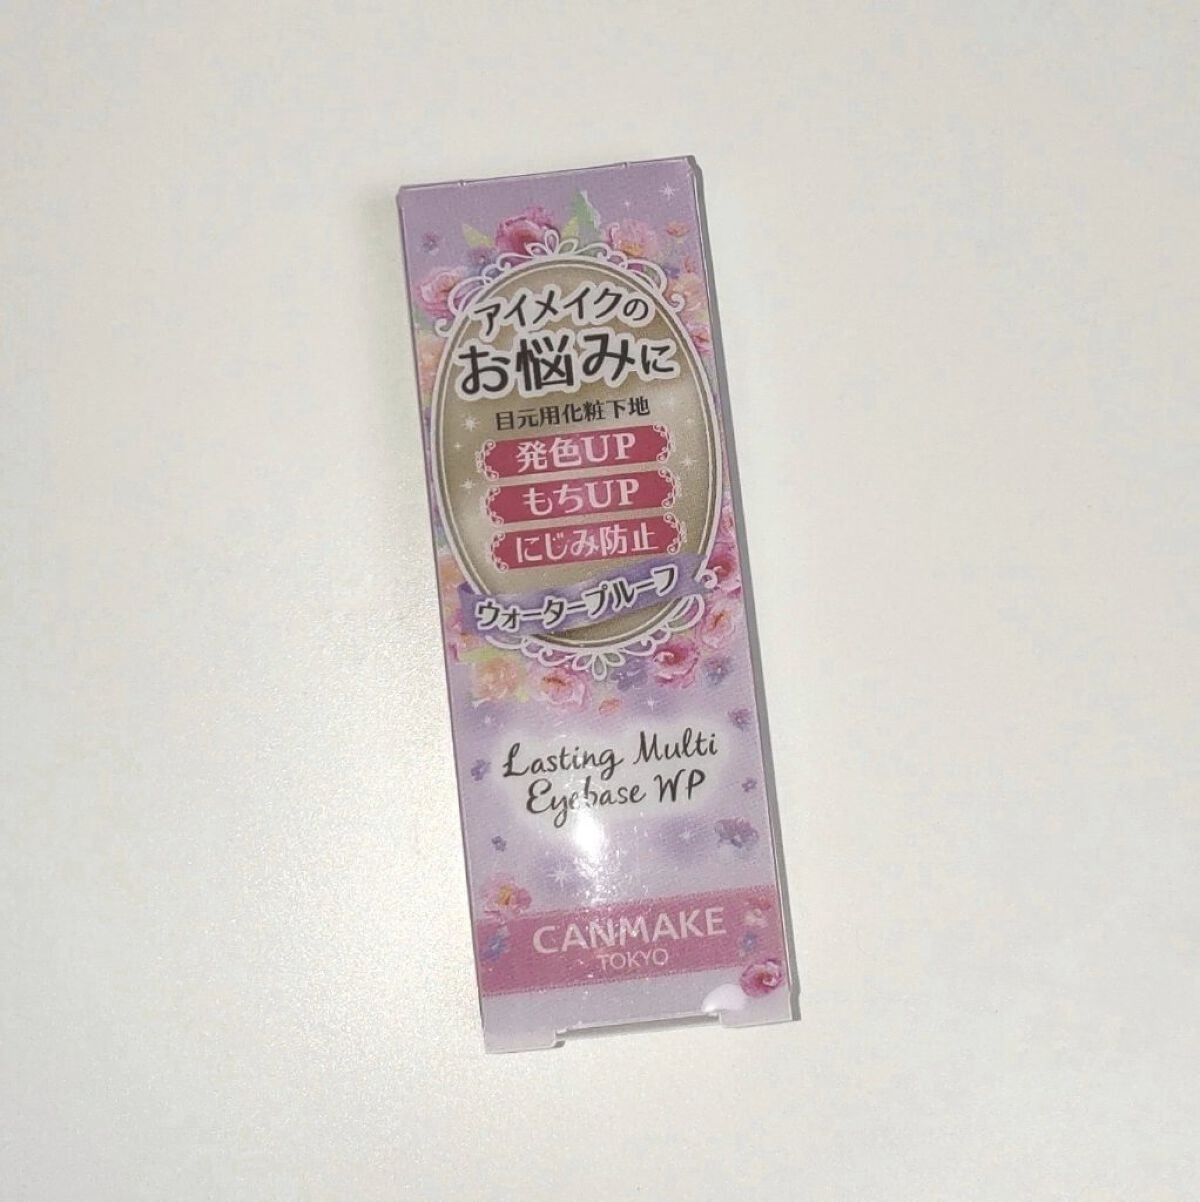 アイメイクの
お悩みに
目元用化粧下地
発色UP
もちUP
にじみ防止
ウォータープルーフ
Lasting Multi
Eyebase WP
CANMAKE
TOKYO